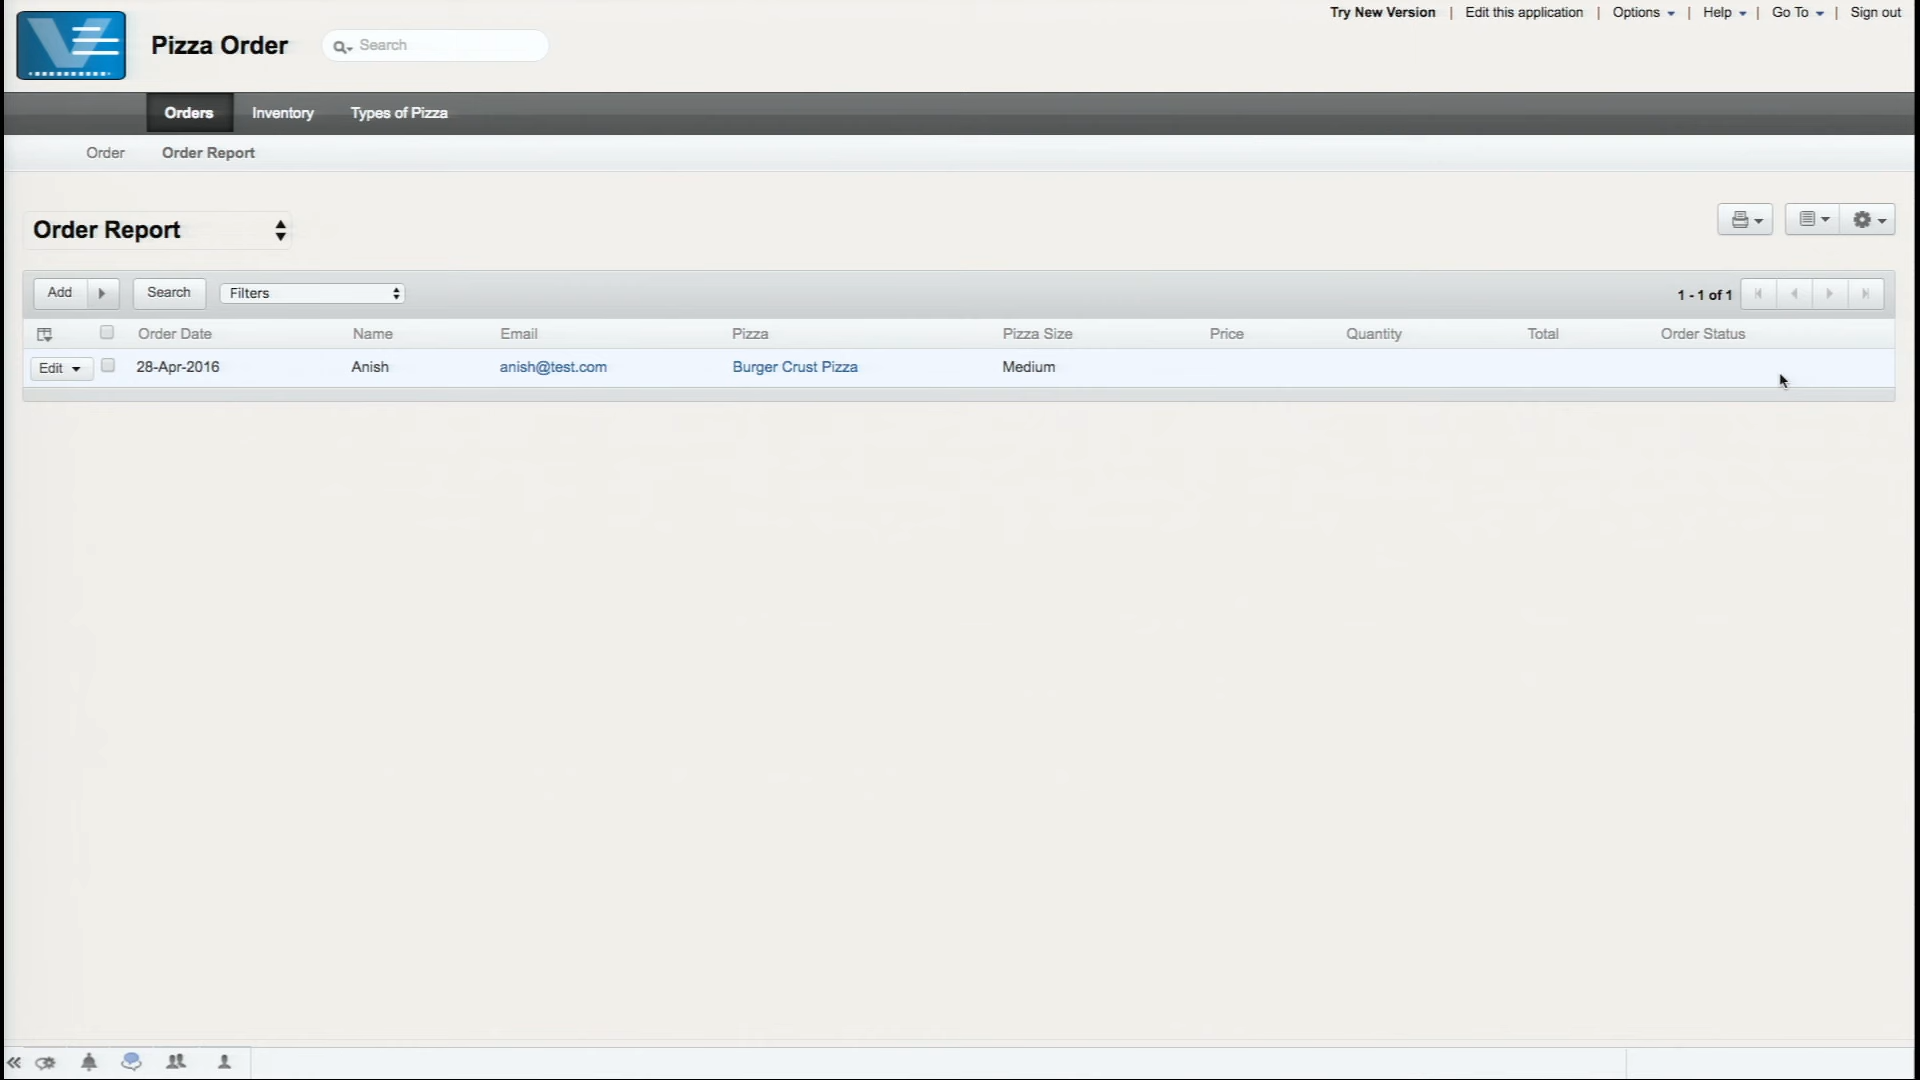 Try New Version | Edit this application | Options | Help | Go To | Sign out
Pizza Order
Search
Orders Inventory Types of Pizza
Order Order Report
Order Report
Add Search Filters 1 - 1 of 1
Order Date Name Email Pizza Pizza Size Price Quantity Total Order Status
Edit 28-Apr-2016 Anish anish@test.com Burger Crust Pizza Medium